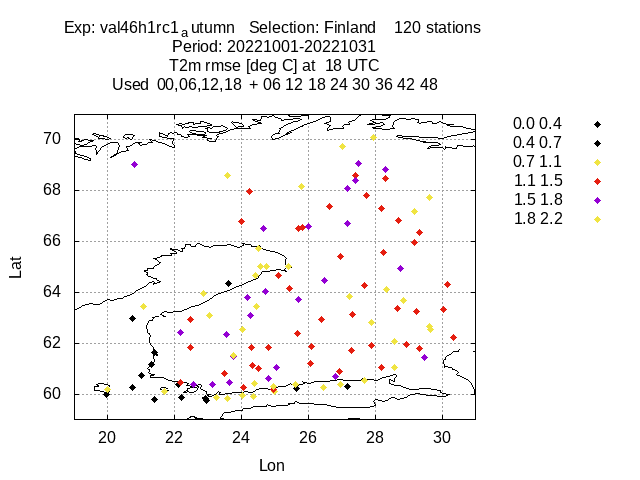 Exp: val46h1rc1a utumn Selection: Finland 120 stations
Period: 20221001-20221031
T2m rmse [deg C] at 18 UTC
Used 00,06,12,18 + 06 12 18 24 30 36 42 48
0.0 0.4
0.4 0.7
0.7 1.1
1.1 1.5
1.5 1.8
1.8 2.2
70
68
66
64
62
60
Lat
20 22 24 26 28 30
Lon